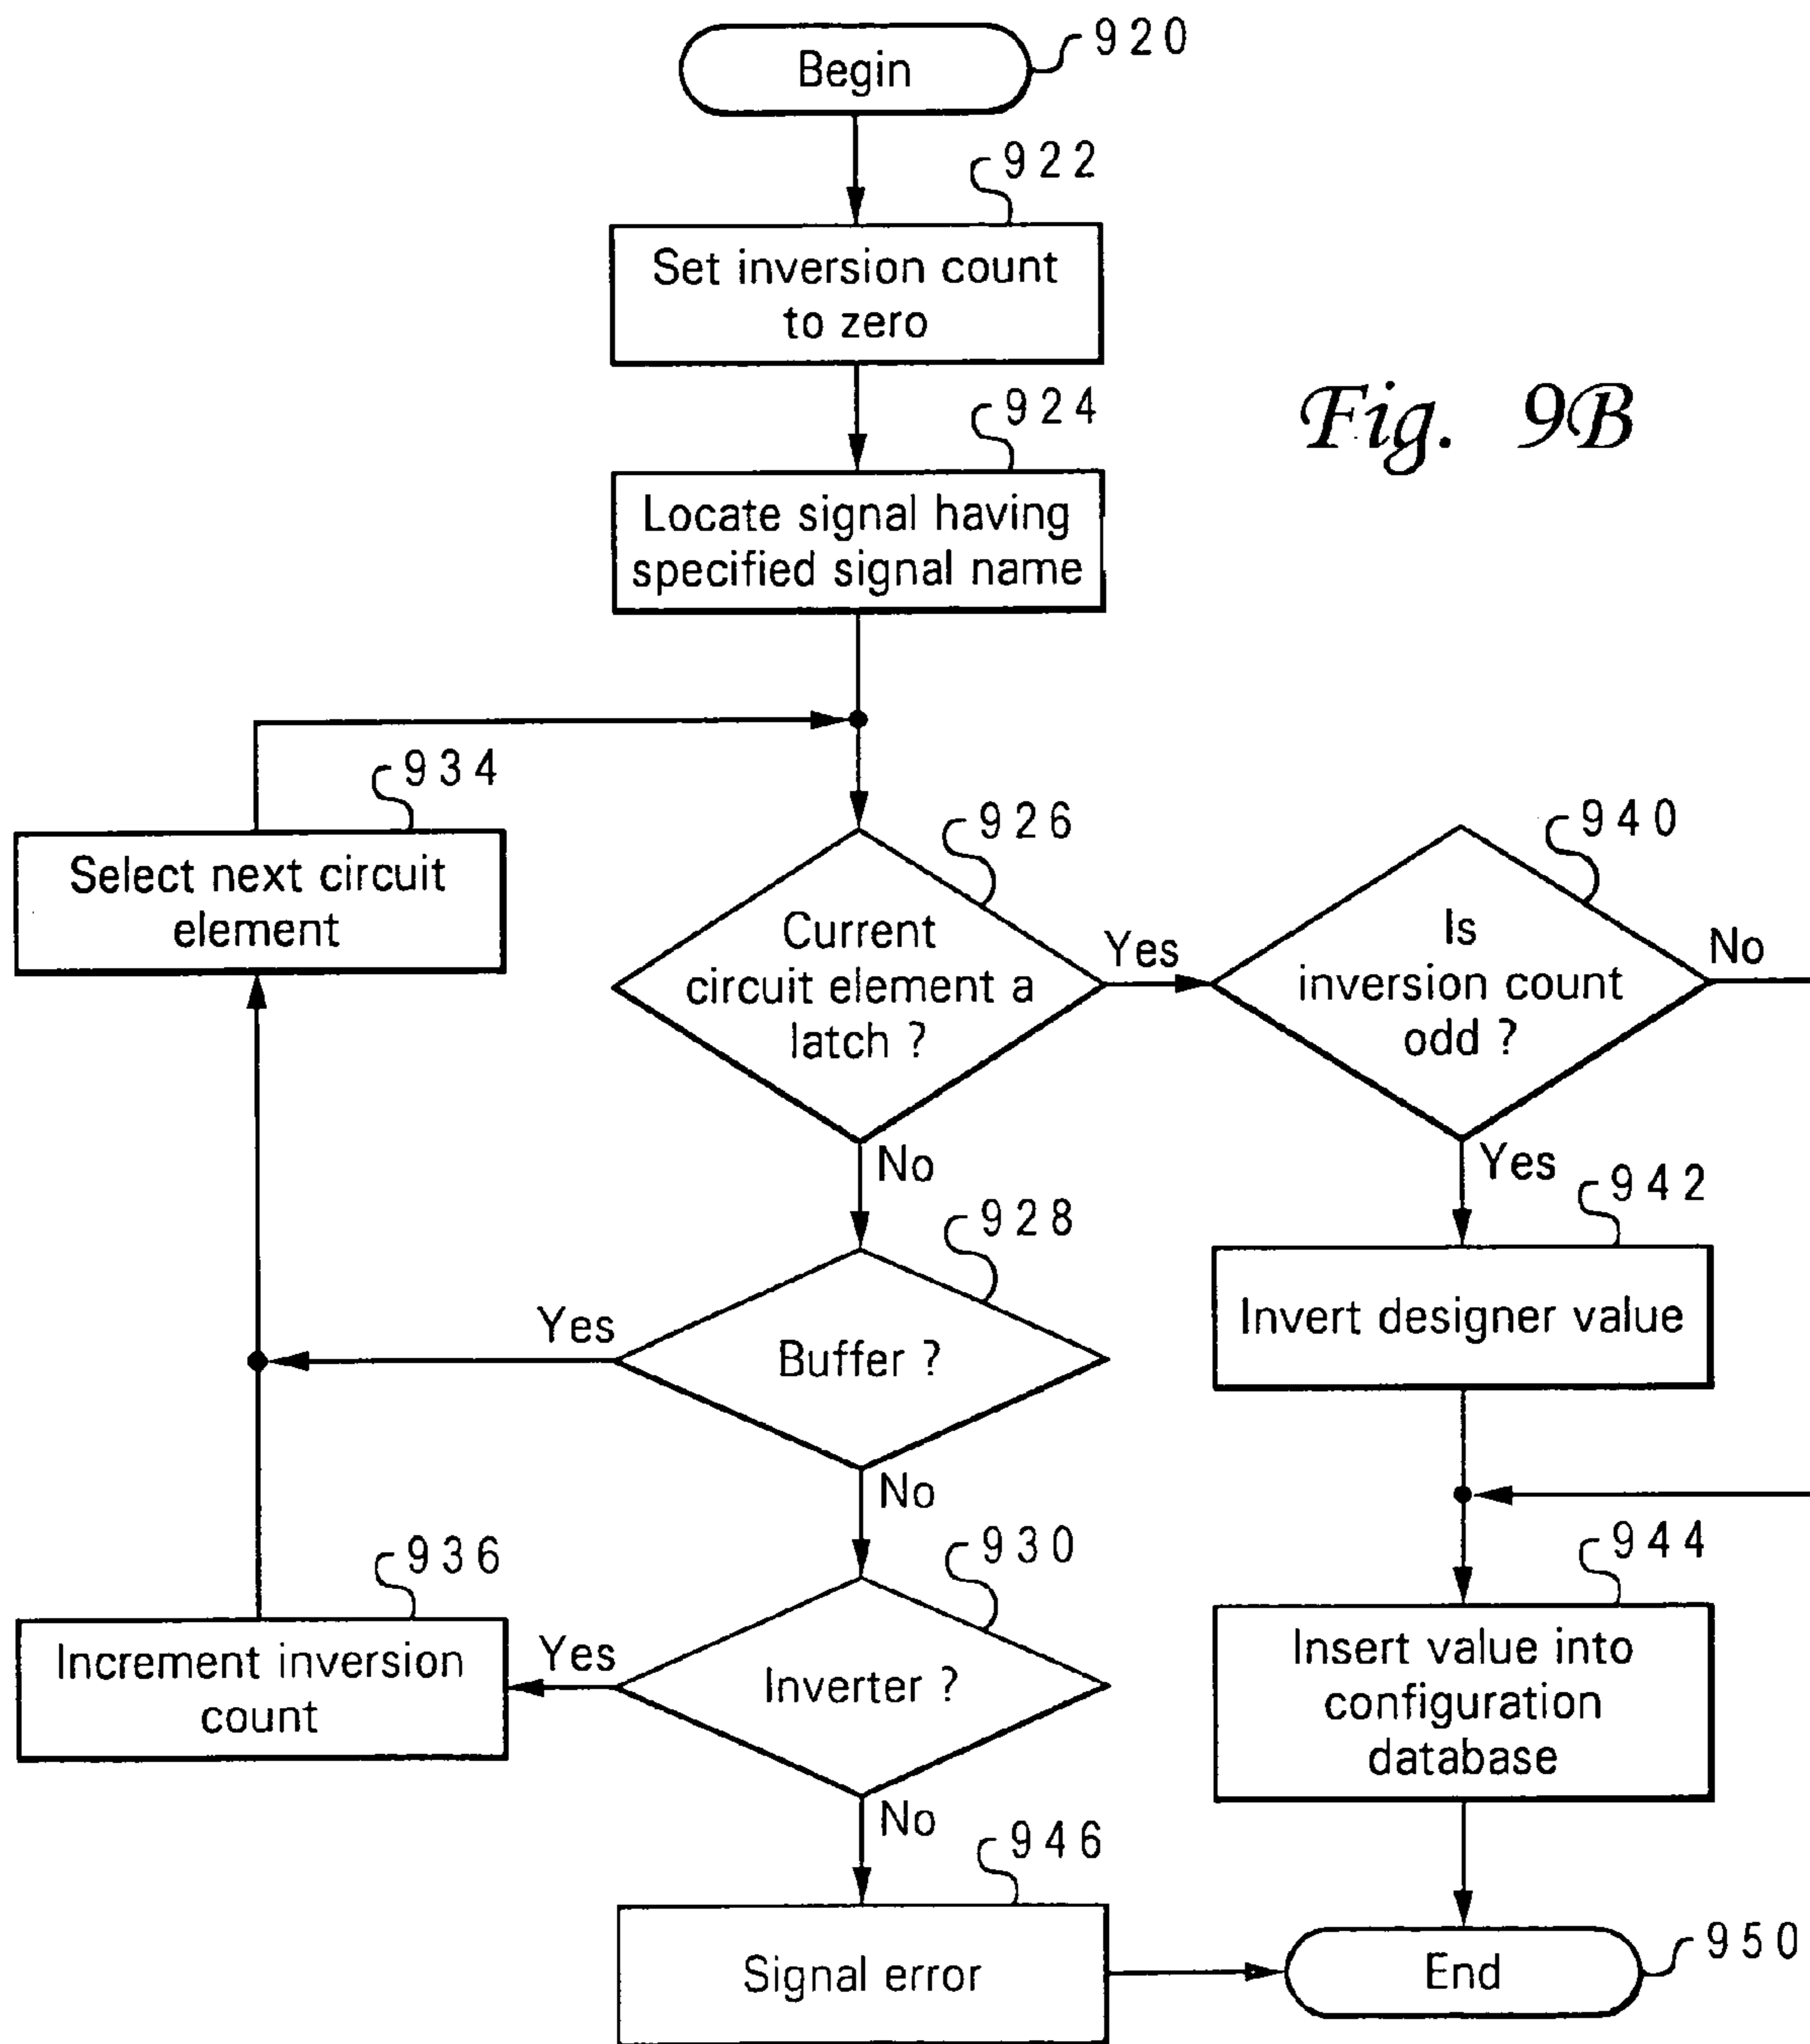 Begin
920
922
Set inversion count
to zero
924
Fig. 9B
Locate signal having
specified signal name
934
Select next circuit
element
926
Current
circuit element a
latch ?
Yes
No
940
Is
inversion count
odd ?
No
Yes
928
Buffer ?
Yes
No
942
Invert designer value
936
Increment inversion
count
930
Inverter ?
Yes
No
944
Insert value into
configuration
database
946
Signal error
End
950